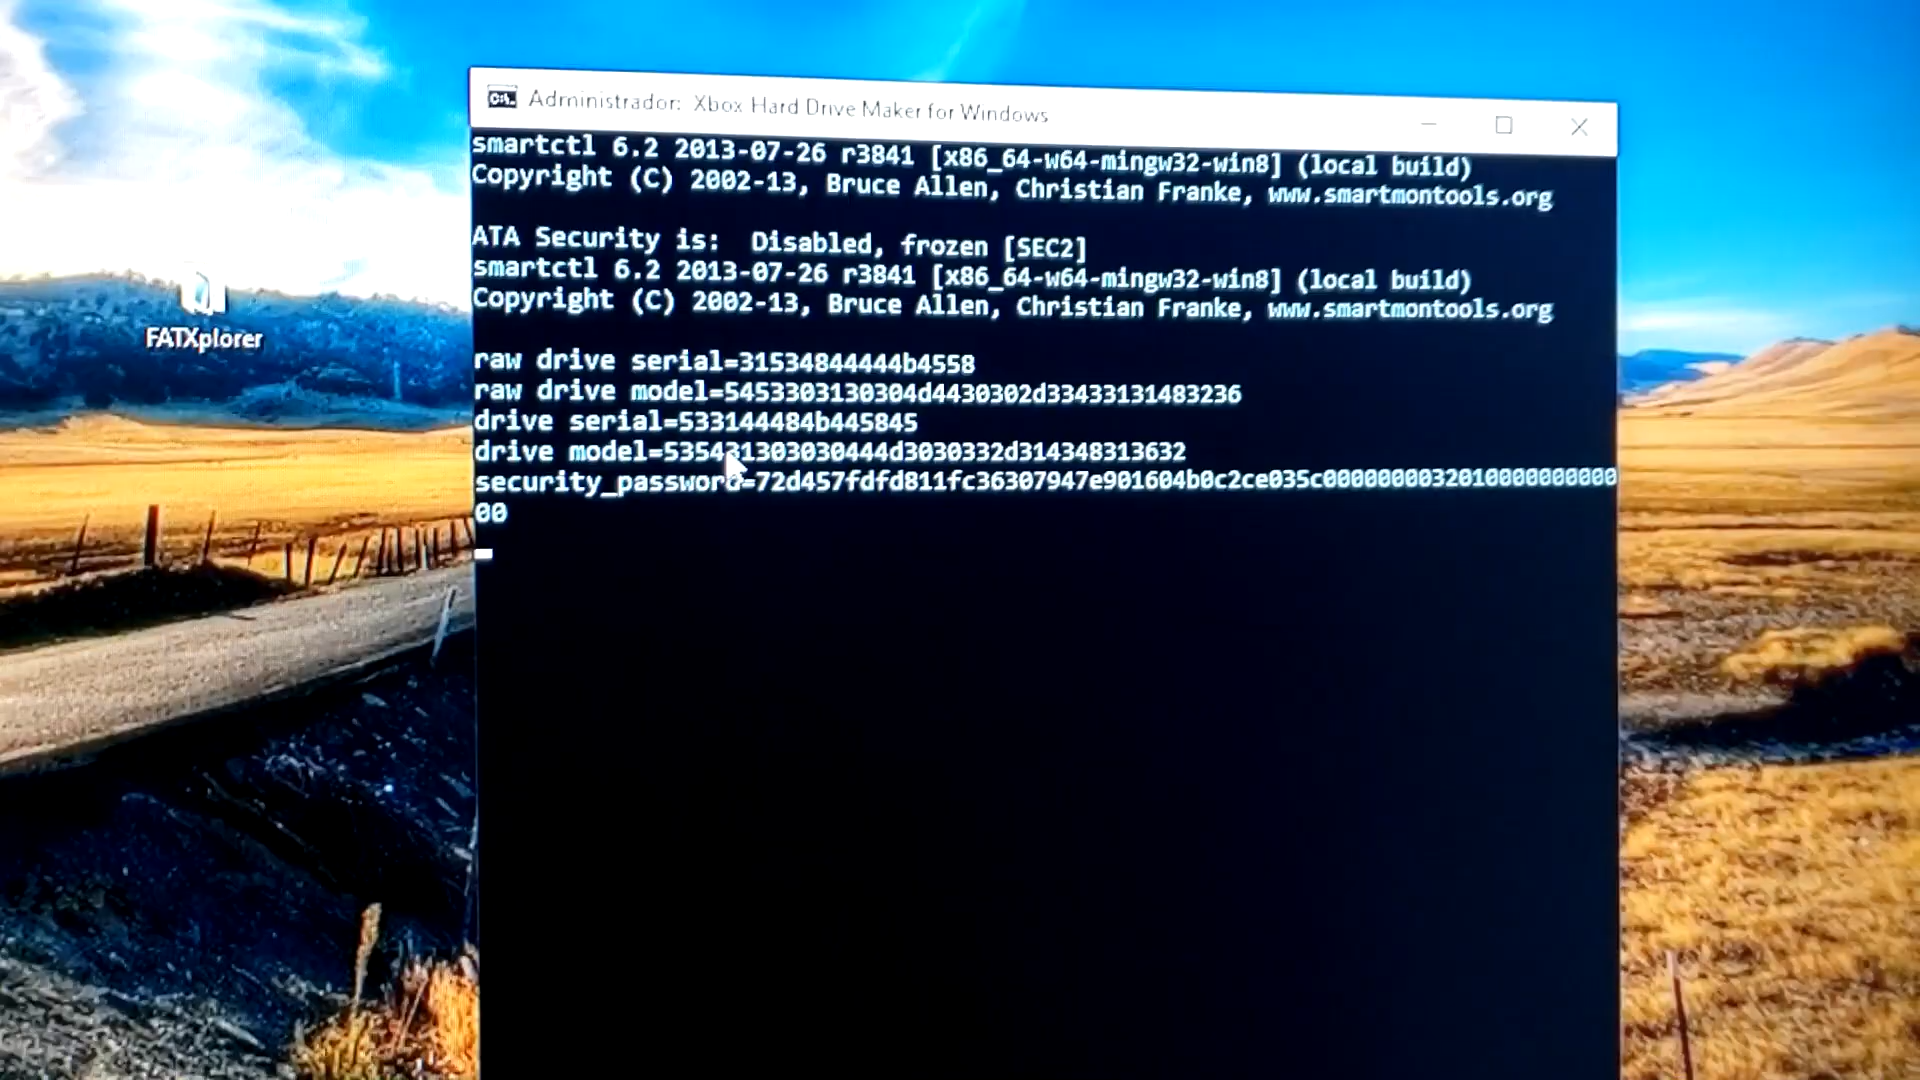 Administrador: Xbox Hard Drive Maker for Windows
smartctl 6.2 2013-07-26 r3841 [x86_64-w64-mingw32-win8] (local build)
Copyright (C) 2002-13, Bruce Allen, Christian Franke, www.smartmontools.org
ATA Security is: Disabled, frozen [SEC2]
smartctl 6.2 2013-07-26 r3841 [x86_64-w64-mingw32-win8] (local build)
Copyright (C) 2002-13, Bruce Allen, Christian Franke, www.smartmontools.org
FATXplorer
raw drive serial=31534844444b4558
raw drive model=5453303130304d4430302d33433131483236
drive serial=533144484b445845
drive model=535431303030444d3030332d314348313632
security_password=72d457fdfd811fc36307947e901604b0c2ce035c00000000320100000000000
00